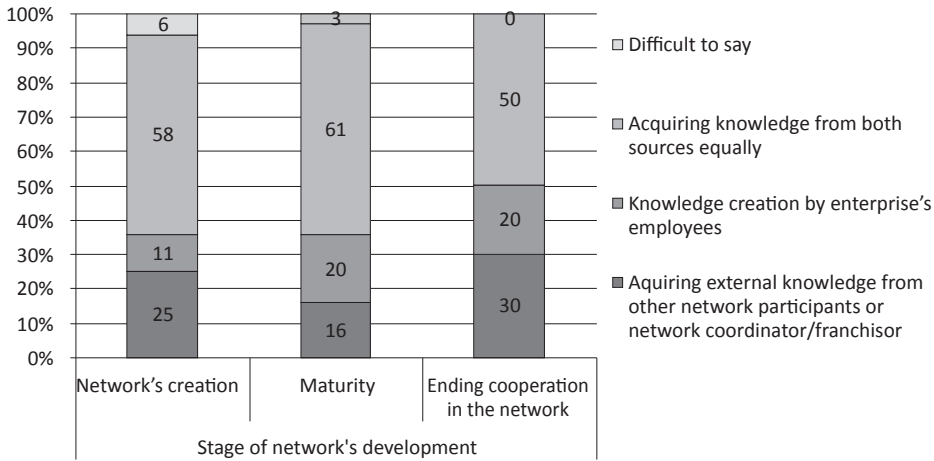 100%
90%
80%
70%
60%
50%
40%
30%
20%
10%
0%
6
58
11
25
3
61
20
16
0
50
20
30
Network's creation
Maturity
Ending cooperation
in the network
Stage of network's development
Difficult to say
Acquiring knowledge from both
sources equally
Knowledge creation by enterprise's
employees
Aquiring external knowledge from
other network participants or
network coordinator/franchisor